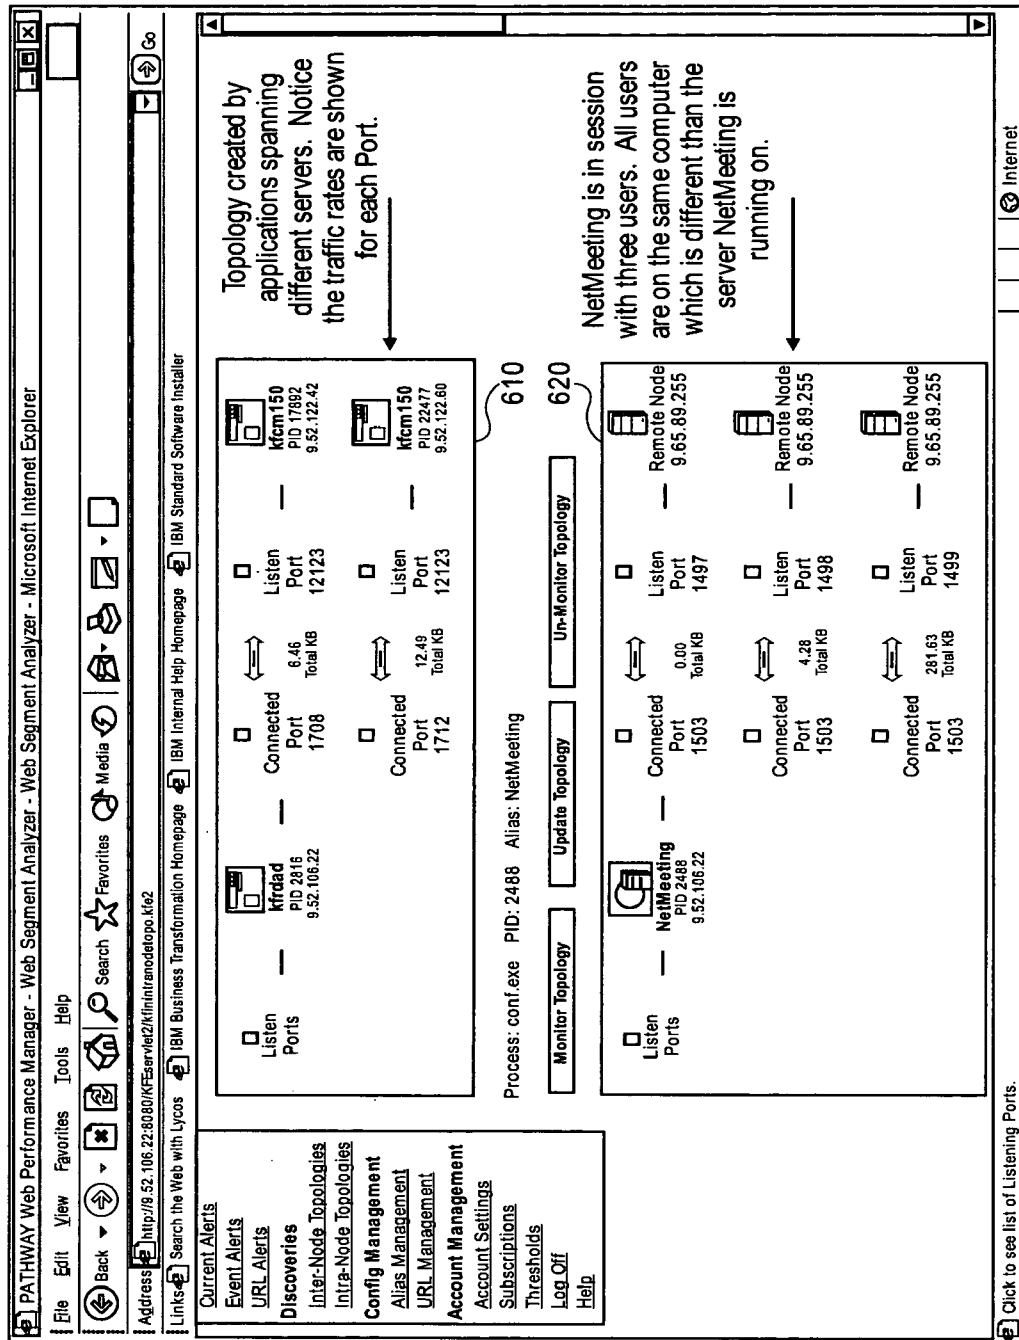 PATHWAY Web Performance Manager - Web Segment Analyzer - Web Segment Analyzer - Microsoft Internet Explorer
File Edit View Favorites Tools Help
Back Search Favorites Media
Address http://9.52.106.22:8080/KFEservlet2/kfinintranodetopo.kfe2 Go
Links Search the Web with Lycos IBM Business Transformation Homepage IBM Internal Help Homepage IBM Standard Software Installer
Current Alerts
Event Alerts
URL Alerts
Discoveries
Inter-Node Topologies
Intra-Node Topologies
Config Management
Alias Management
URL Management
Account Management
Account Settings
Subscriptions
Thresholds
Log Off
Help
Listen
Ports
kfrdad
PID 2816
9.52.106.22
Connected
Port
1708
6.46
Total KB
Listen
Port
12123
kfcm150
PID 17892
9.52.122.42
Connected
Port
1712
12.49
Total KB
Listen
Port
12123
kfcm150
PID 22477
9.52.122.60
Topology created by
applications spanning
different servers. Notice
the traffic rates are shown
for each Port.
610
Process: conf.exe PID: 2488 Alias: NetMeeting
Monitor Topology Update Topology Un-Monitor Topology
620
Listen
Ports
NetMeeting
PID 2488
9.52.106.22
Connected
Port
1503
0.00
Total KB
Listen
Port
1497
Remote Node
9.65.89.255
Connected
Port
1503
4.28
Total KB
Listen
Port
1498
Remote Node
9.65.89.255
Connected
Port
1503
281.63
Total KB
Listen
Port
1499
Remote Node
9.65.89.255
NetMeeting is in session
with three users. All users
are on the same computer
which is different than the
server NetMeeting is
running on.
Click to see list of Listening Ports. Internet